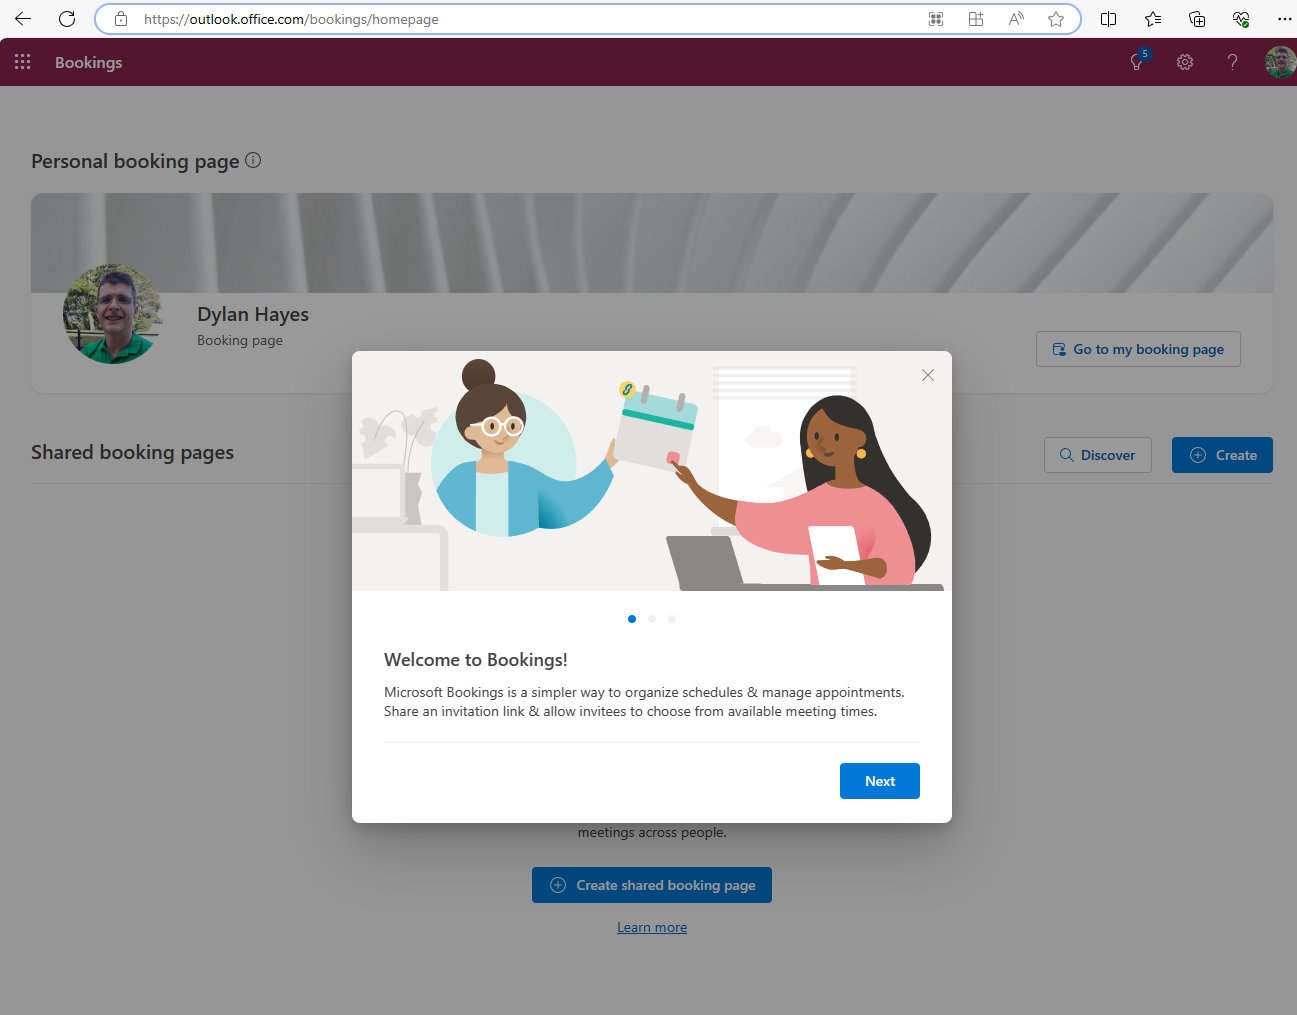 https://outlook.office.com/bookings/homepage
Bookings
5
Personal booking page
Dylan Hayes
Booking page
Go to my booking page
Shared booking pages
Discover
Create
Welcome to Bookings!
Microsoft Bookings is a simpler way to organize schedules & manage appointments.
Share an invitation link & allow invitees to choose from available meeting times.
Next
meetings across people.
Create shared booking page
Learn more